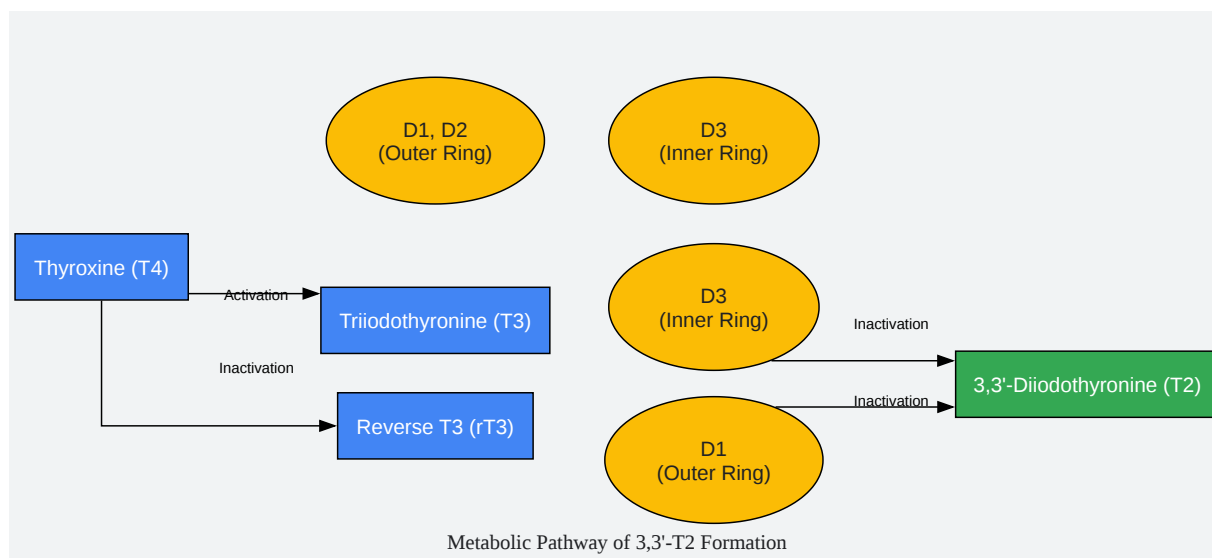 D1, D2
(Outer Ring)
D3
(Inner Ring)
Thyroxine (T4)
Activation
Triiodothyronine (T3)
D3
(Inner Ring)
Inactivation
Inactivation
3,3'-Diiodothyronine (T2)
Inactivation
Reverse T3 (rT3)
D1
(Outer Ring)
Metabolic Pathway of 3,3'-T2 Formation